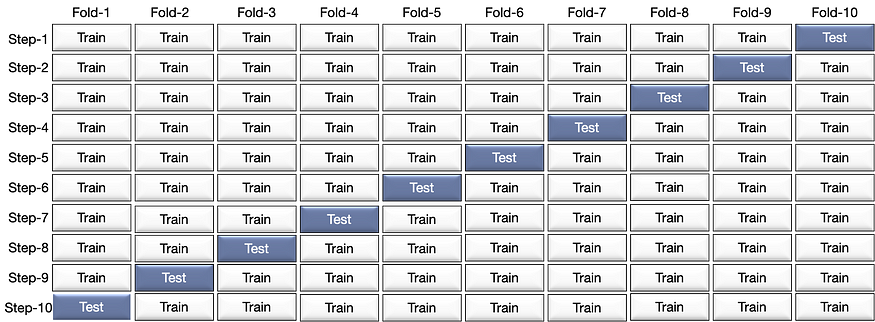 Fold-1 Fold-2 Fold-3 Fold-4 Fold-5 Fold-6 Fold-7 Fold-8 Fold-9 Fold-10
Step-1 Train Train Train Train Train Train Train Train Train Test
Step-2 Train Train Train Train Train Train Train Train Test Train
Step-3 Train Train Train Train Train Train Train Test Train Train
Step-4 Train Train Train Train Train Train Test Train Train Train
Step-5 Train Train Train Train Train Test Train Train Train Train
Step-6 Train Train Train Train Test Train Train Train Train Train
Step-7 Train Train Train Test Train Train Train Train Train Train
Step-8 Train Train Test Train Train Train Train Train Train Train
Step-9 Train Test Train Train Train Train Train Train Train Train
Step-10 Test Train Train Train Train Train Train Train Train Train